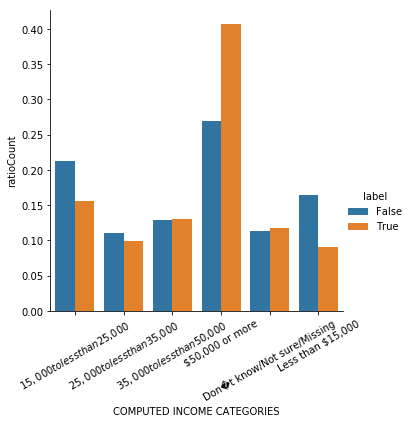 0.40
0.35
0.30
0.25
0.20
0.15
0.10
0.05
0.00
ratioCount
label
False
True
15,000tolessthan25,000
25,000tolessthan35,000
35,000tolessthan50,000
$50,000 or more
Don�t know/Not sure/Missing
Less than $15,000
COMPUTED INCOME CATEGORIES